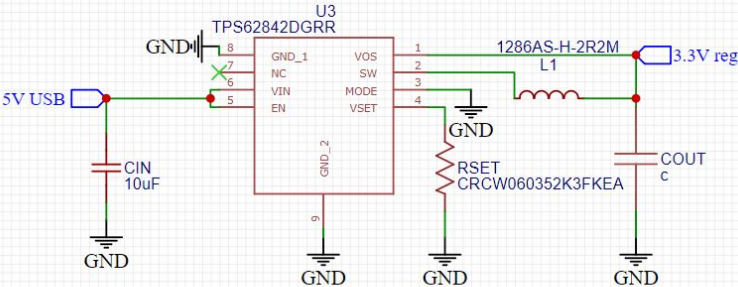 U3
TPS62842DGRR
GND
8
GND_1
VOS
1
1286AS-H-2R2M
3.3V reg
7
NC
SW
2
L1
6
VIN
MODE
3
5V USB
5
EN
VSET
4
GND
GND_2
CIN
10uF
RSET
CRCW060352K3FKEA
COUT
c
9
GND
GND
GND
GND